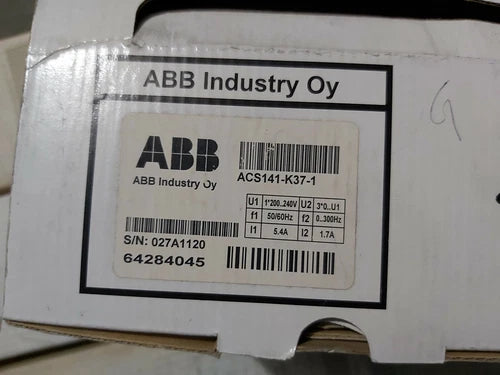 ABB Industry Oy
ABB
ABB Industry Oy
ACS141-K37-1
U1 1*200..240V U2 3*0..U1
f1 50/60Hz f2 0..300Hz
I1 5.4A I2 1.7A
S/N: 027A1120
64284045